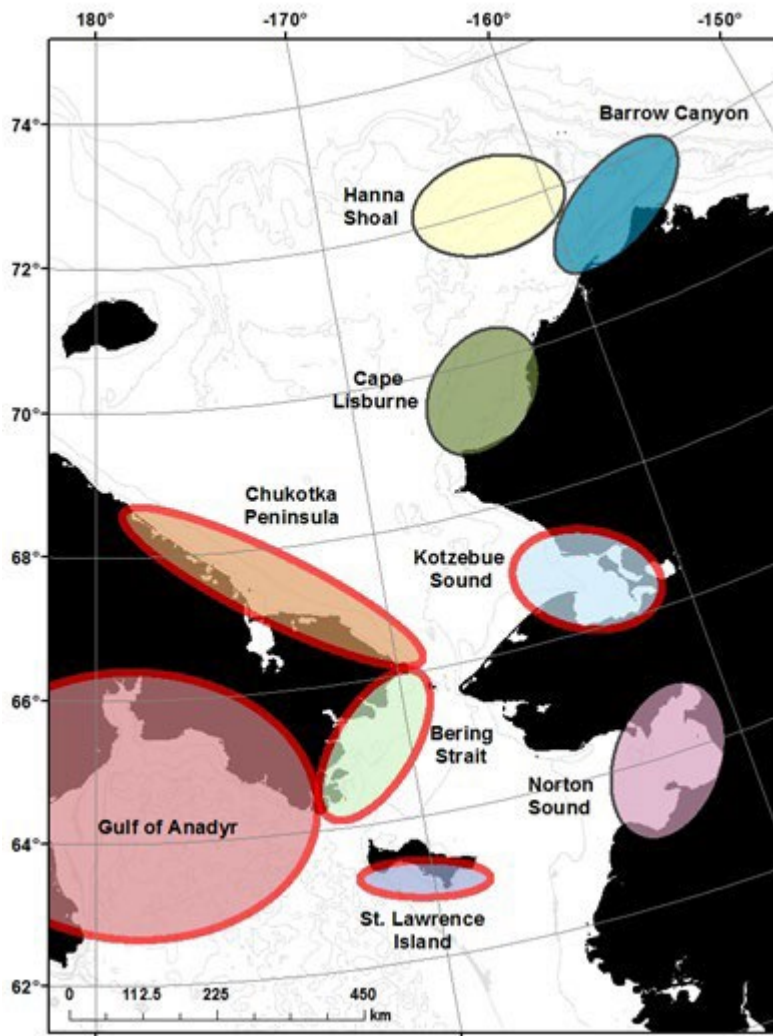 180°
-170°
-160°
-150°
Barrow Canyon
74°
Hanna
Shoal
72°
Cape
Lisburne
70°
Chukotka
Peninsula
68°
Kotzebue
Sound
66°
Bering
Strait
Norton
Sound
Gulf of Anadyr
64°
St. Lawrence
Island
62°
0 112.5 225 450
km